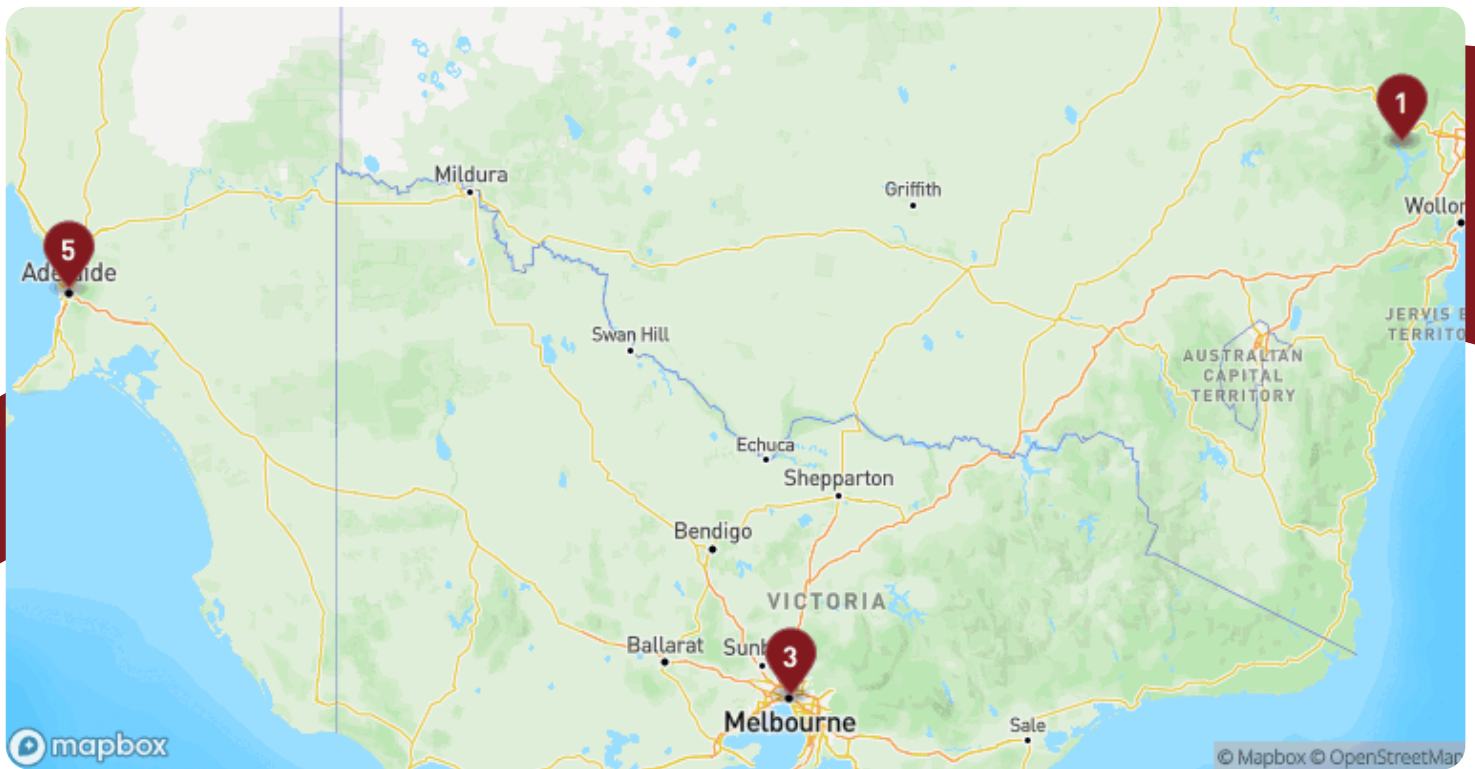 1
Mildura
Griffith
Wollon
5
Adelaide
JERVIS B
TERRITO
Swan Hill
AUSTRALIAN
CAPITAL
TERRITORY
Echuca
Shepparton
Bendigo
VICTORIA
Ballarat
Sunb
3
Melbourne
Sale
mapbox
© Mapbox © OpenStreetMap